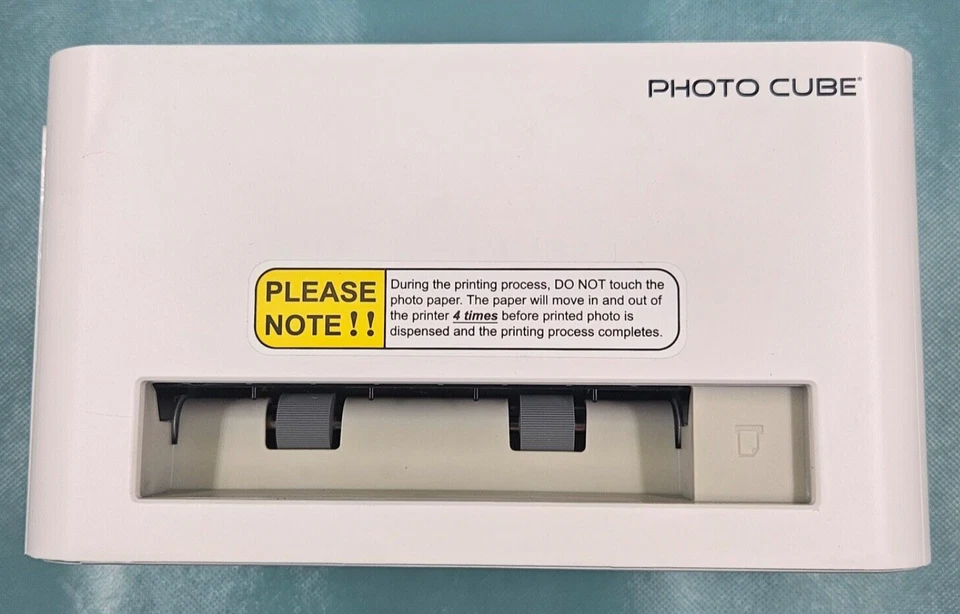 PHOTO CUBE®
PLEASE
NOTE!!
During the printing process, DO NOT touch the
photo paper. The paper will move in and out of
the printer 4 times before printed photo is
dispensed and the printing process completes.